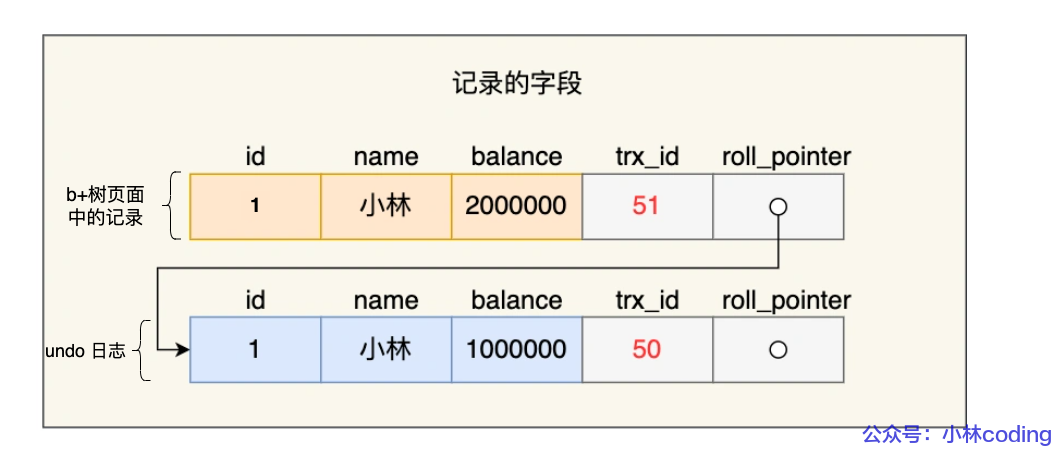 记录的字段
id name balance trx_id roll_pointer
b+树页面
中的记录
1 小林 2000000 51
id name balance trx_id roll_pointer
undo 日志 1 小林 1000000 50
公众号：小林coding